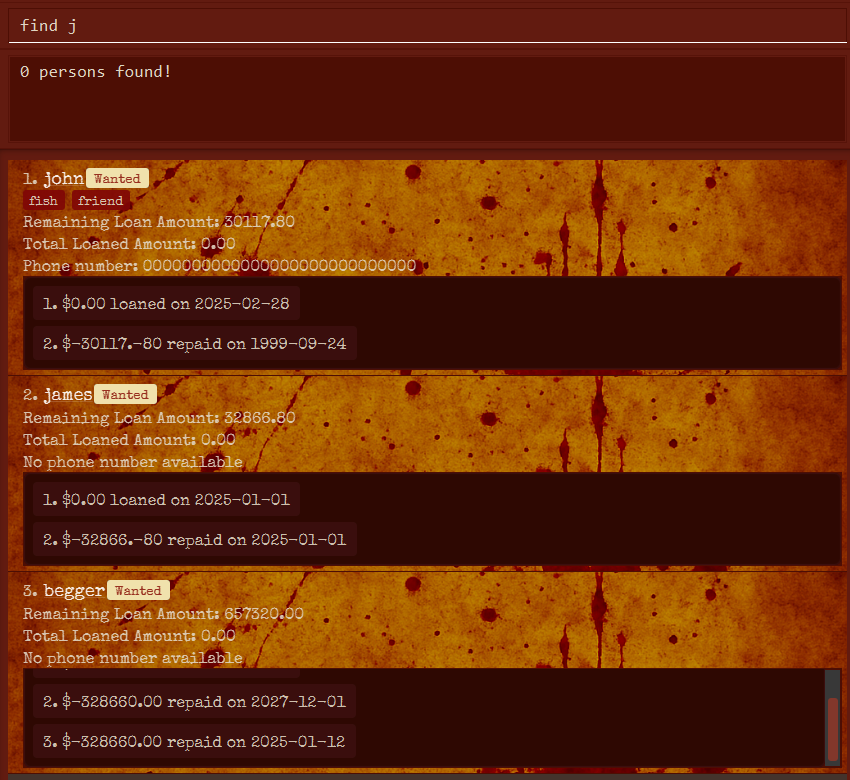 find j
0 persons found!
1. john Wanted
fish friend
Remaining Loan Amount: 30117.80
Total Loaned Amount: 0.00
Phone number: 0000000000000000000000000000
1. $0.00 loaned on 2025-02-28
2. $-30117.-80 repaid on 1999-09-24
2. james Wanted
Remaining Loan Amount: 32866.80
Total Loaned Amount: 0.00
No phone number available
1. $0.00 loaned on 2025-01-01
2. $-32866.-80 repaid on 2025-01-01
3. begger Wanted
Remaining Loan Amount: 657320.00
Total Loaned Amount: 0.00
No phone number available
2. $-328660.00 repaid on 2027-12-01
3. $-328660.00 repaid on 2025-01-12